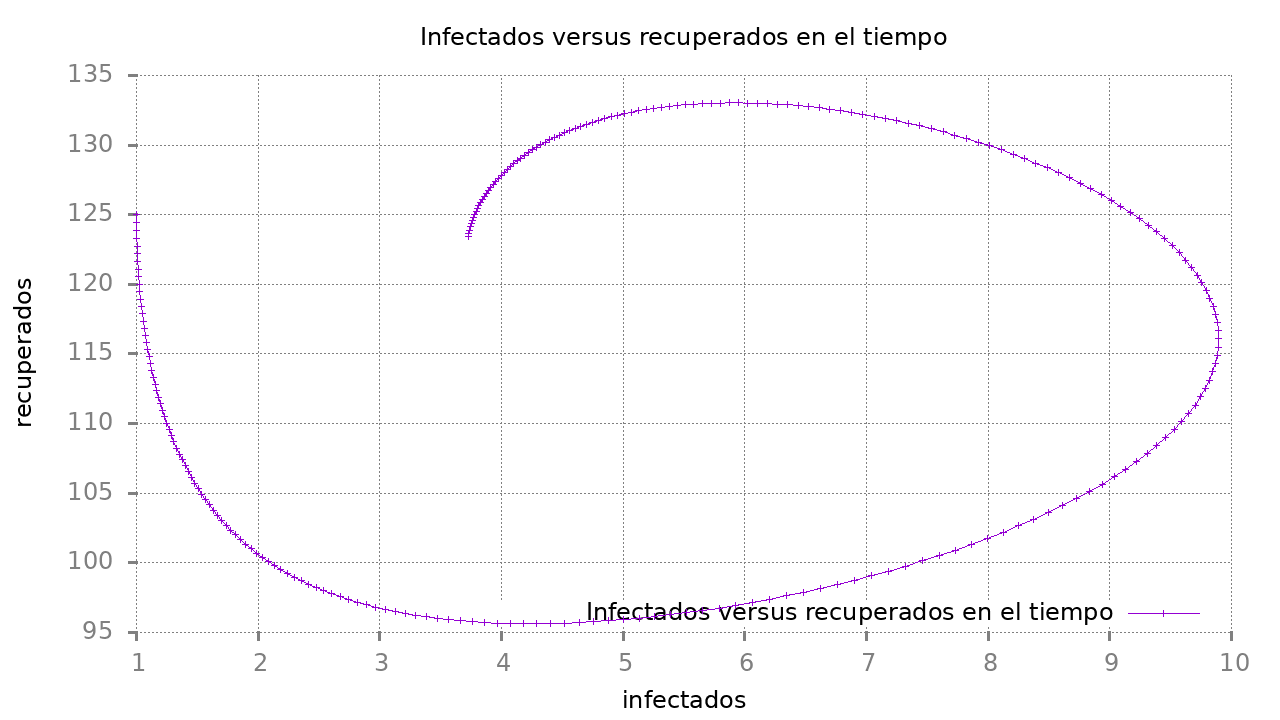 Infectados versus recuperados en el tiempo
135
130
125
120
115
110
105
100
95
recuperados
Infectados versus recuperados en el tiempo
1 2 3 4 5 6 7 8 9 10
infectados